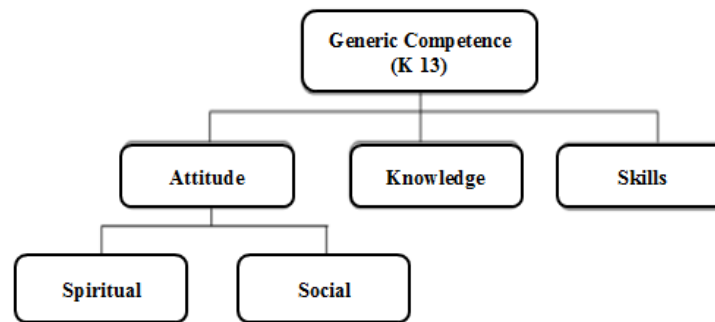 Generic Competence
(K 13)
Attitude
Knowledge
Skills
Spiritual
Social